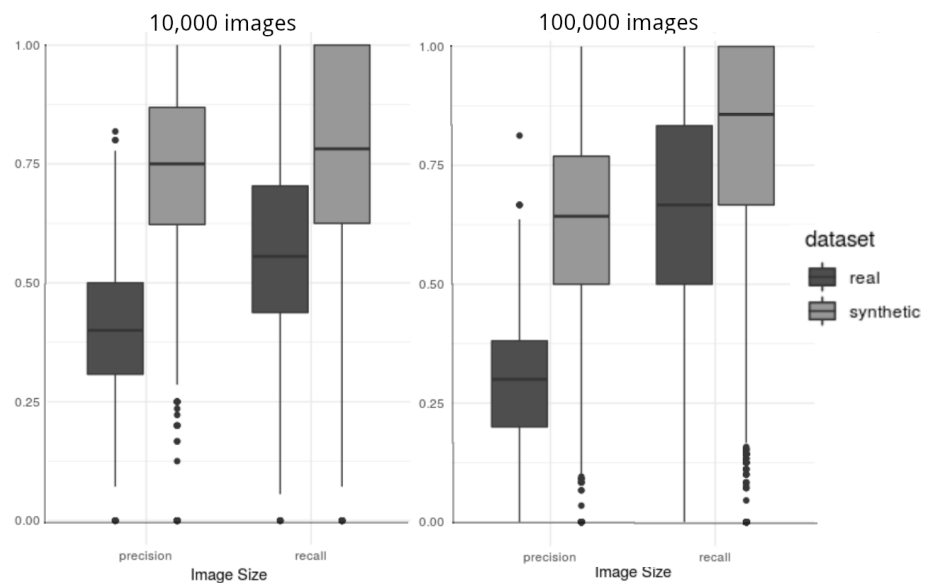 10,000 images
1.00
0.75
0.50
0.25
0.00
precision recall
Image Size
100,000 images
1.00
0.75
0.50
0.25
0.00
precision recall
Image Size
dataset
real
synthetic